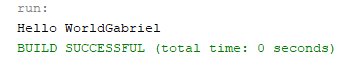 run:
Hello WorldGabriel
BUILD SUCCESSFUL (total time: 0 seconds)